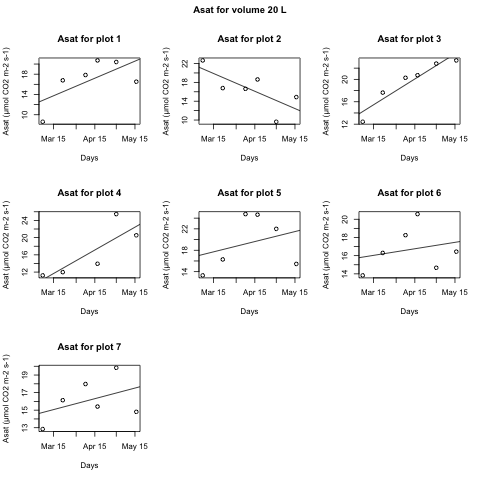 Asat for volume 20 L
Asat for plot 1
Asat (µmol CO2 m-2 s-1)
10 14 18
Mar 15 Apr 15 May 15
Days
Asat for plot 2
Asat (µmol CO2 m-2 s-1)
10 14 18 22
Mar 15 Apr 15 May 15
Days
Asat for plot 3
Asat (µmol CO2 m-2 s-1)
12 16 20
Mar 15 Apr 15 May 15
Days
Asat for plot 4
Asat (µmol CO2 m-2 s-1)
12 16 20 24
Mar 15 Apr 15 May 15
Days
Asat for plot 5
Asat (µmol CO2 m-2 s-1)
14 18 22
Mar 15 Apr 15 May 15
Days
Asat for plot 6
Asat (µmol CO2 m-2 s-1)
14 16 18 20
Mar 15 Apr 15 May 15
Days
Asat for plot 7
Asat (µmol CO2 m-2 s-1)
13 15 17 19
Mar 15 Apr 15 May 15
Days